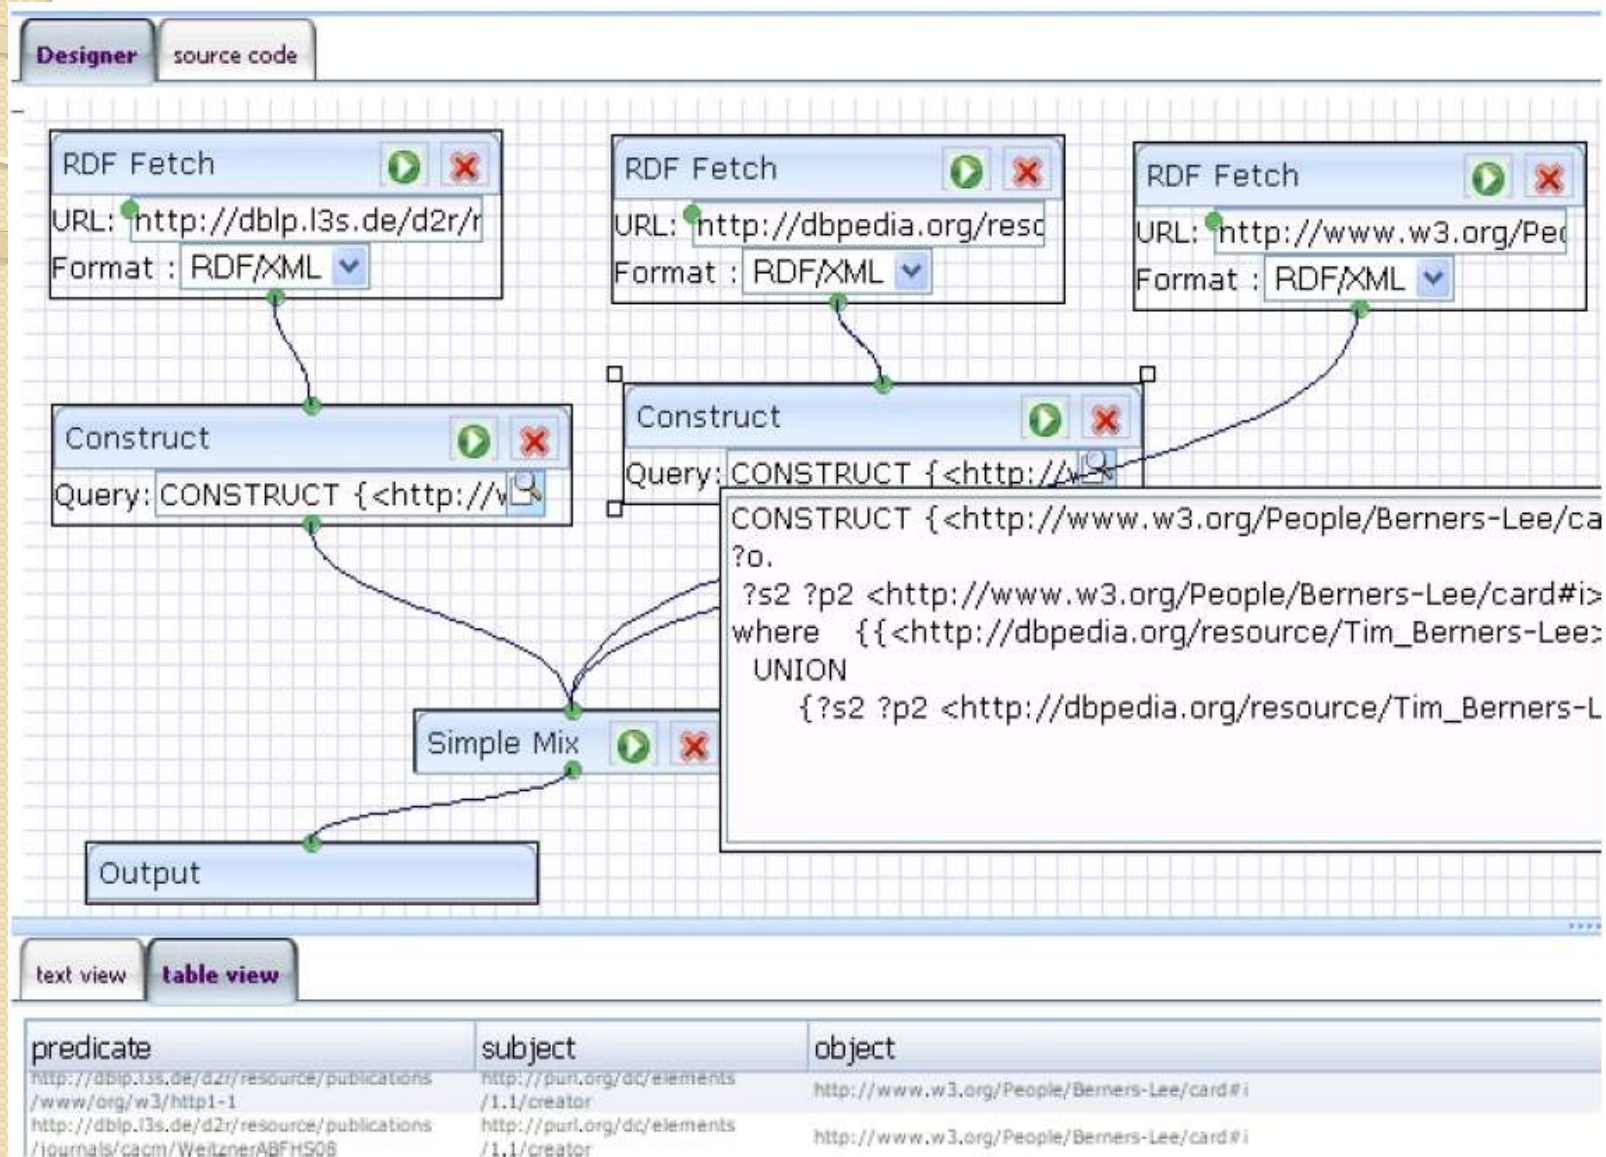 Designer
source code
RDF Fetch
URL: http://dblp.l3s.de/d2r/r
Format : RDF/XML
RDF Fetch
URL: http://dbpedia.org/resc
Format : RDF/XML
RDF Fetch
URL: http://www.w3.org/Peo
Format : RDF/XML
Construct
Query: CONSTRUCT {<http://v
Construct
Query: CONSTRUCT {<http://v
CONSTRUCT {<http://www.w3.org/People/Berners-Lee/ca
?o.
?s2 ?p2 <http://www.w3.org/People/Berners-Lee/card#i>
where {{<http://dbpedia.org/resource/Tim_Berners-Lee>
UNION
{?s2 ?p2 <http://dbpedia.org/resource/Tim_Berners-L
Simple Mix
Output
text view
table view
predicate subject object
http://dblp.l3s.de/d2r/resource/publications
/www/org/w3/http1-1
http://purl.org/dc/elements
/1.1/creator
http://www.w3.org/People/Berners-Lee/card#i
http://dblp.l3s.de/d2r/resource/publications
/journals/cacm/WeitznerABFHS08
http://purl.org/dc/elements
/1.1/creator
http://www.w3.org/People/Berners-Lee/card#i